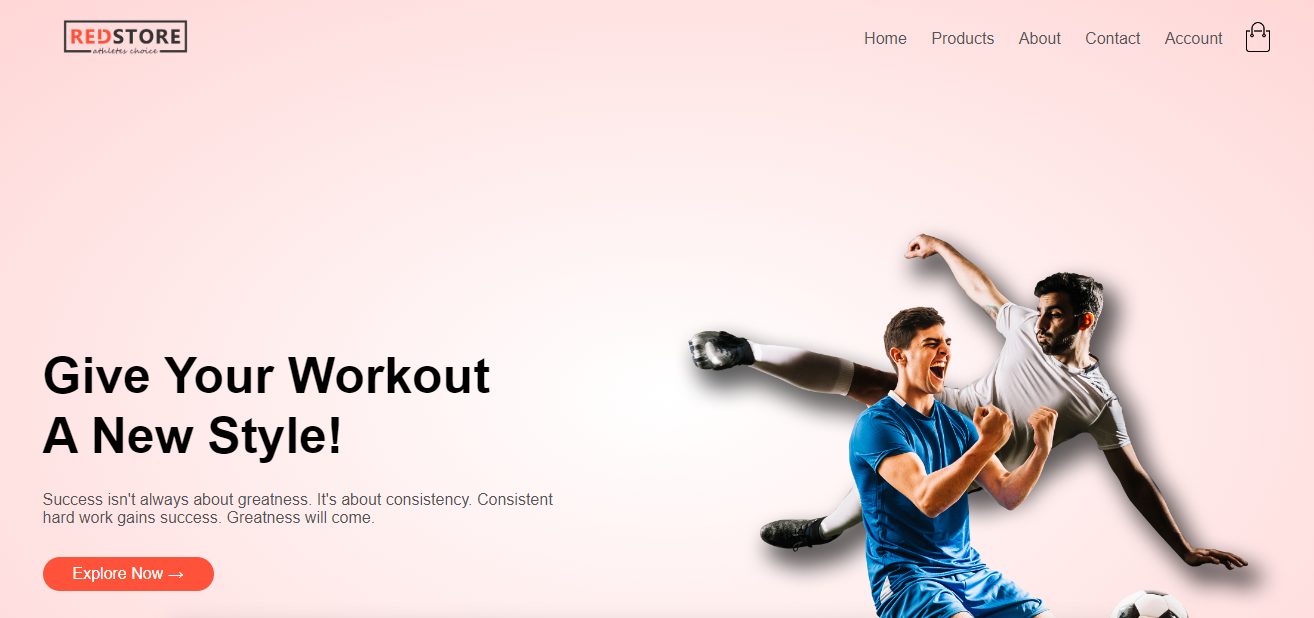 REDSTORE
athletes choice
Home Products About Contact Account
Give Your Workout
A New Style!
Success isn't always about greatness. It's about consistency. Consistent
hard work gains success. Greatness will come.
Explore Now →